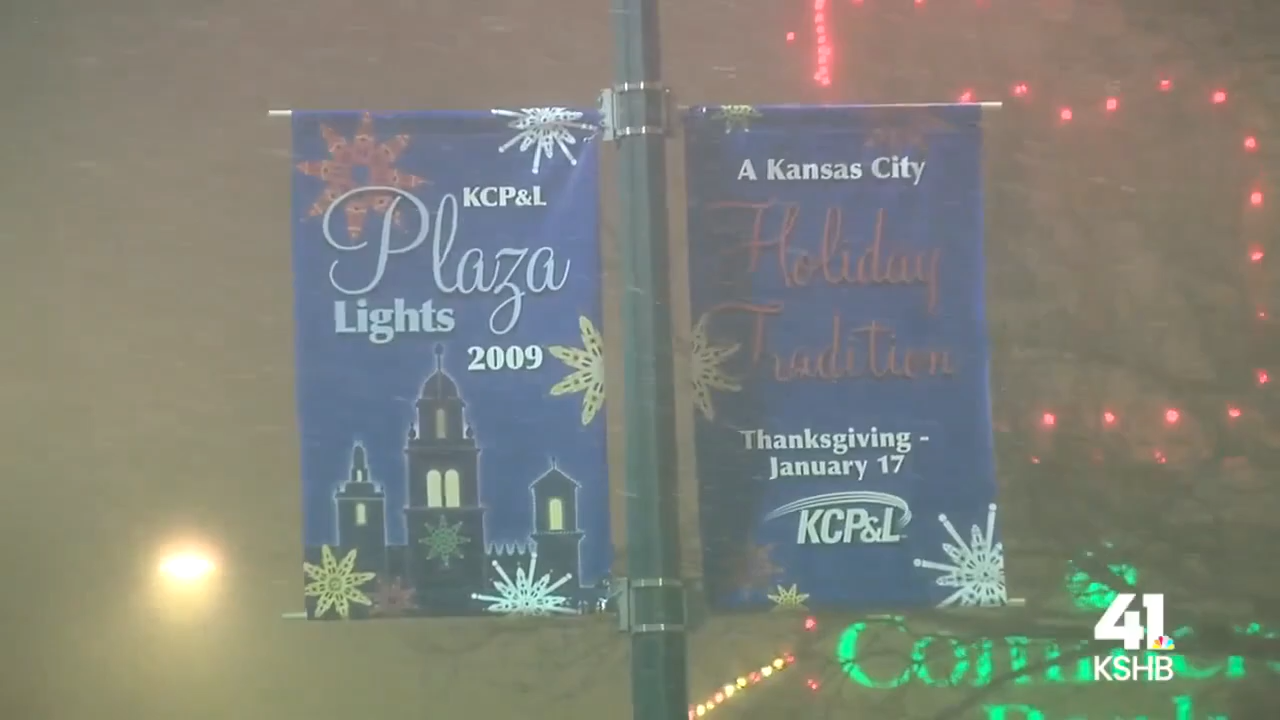 KCP&L
Plaza
Lights
2009
A Kansas City
Holiday
Tradition
Thanksgiving -
January 17
KCP&L
41
KSHB